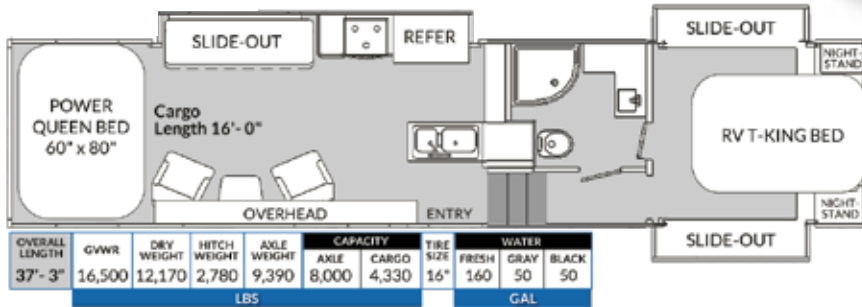 SLIDE-OUT
REFER
SLIDE-OUT
NIGHT-
STAND
POWER
QUEEN BED
60" x 80"
Cargo
Length 16'- 0"
RV T-KING BED
OVERHEAD
ENTRY
NIGHT-
STAND
SLIDE-OUT
OVERALL LENGTH
37'- 3"
GVWR
16,500
DRY WEIGHT
12,170
HITCH WEIGHT
2,780
AXLE WEIGHT
9,390
CAPACITY
AXLE CARGO
8,000 4,330
TIRE SIZE
16"
WATER
FRESH GRAY BLACK
160 50 50
LBS
GAL